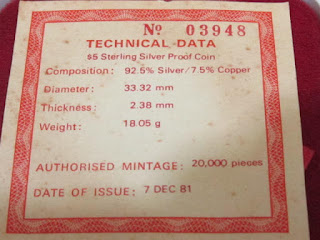 Nº 03948
TECHNICAL DATA
$5 Sterling Silver Proof Coin
Composition: 92.5% Silver/7.5% Copper
Diameter: 33.32 mm
Thickness: 2.38 mm
Weight: 18.05 g
AUTHORISED MINTAGE: 20,000 pieces
DATE OF ISSUE: 7 DEC 81